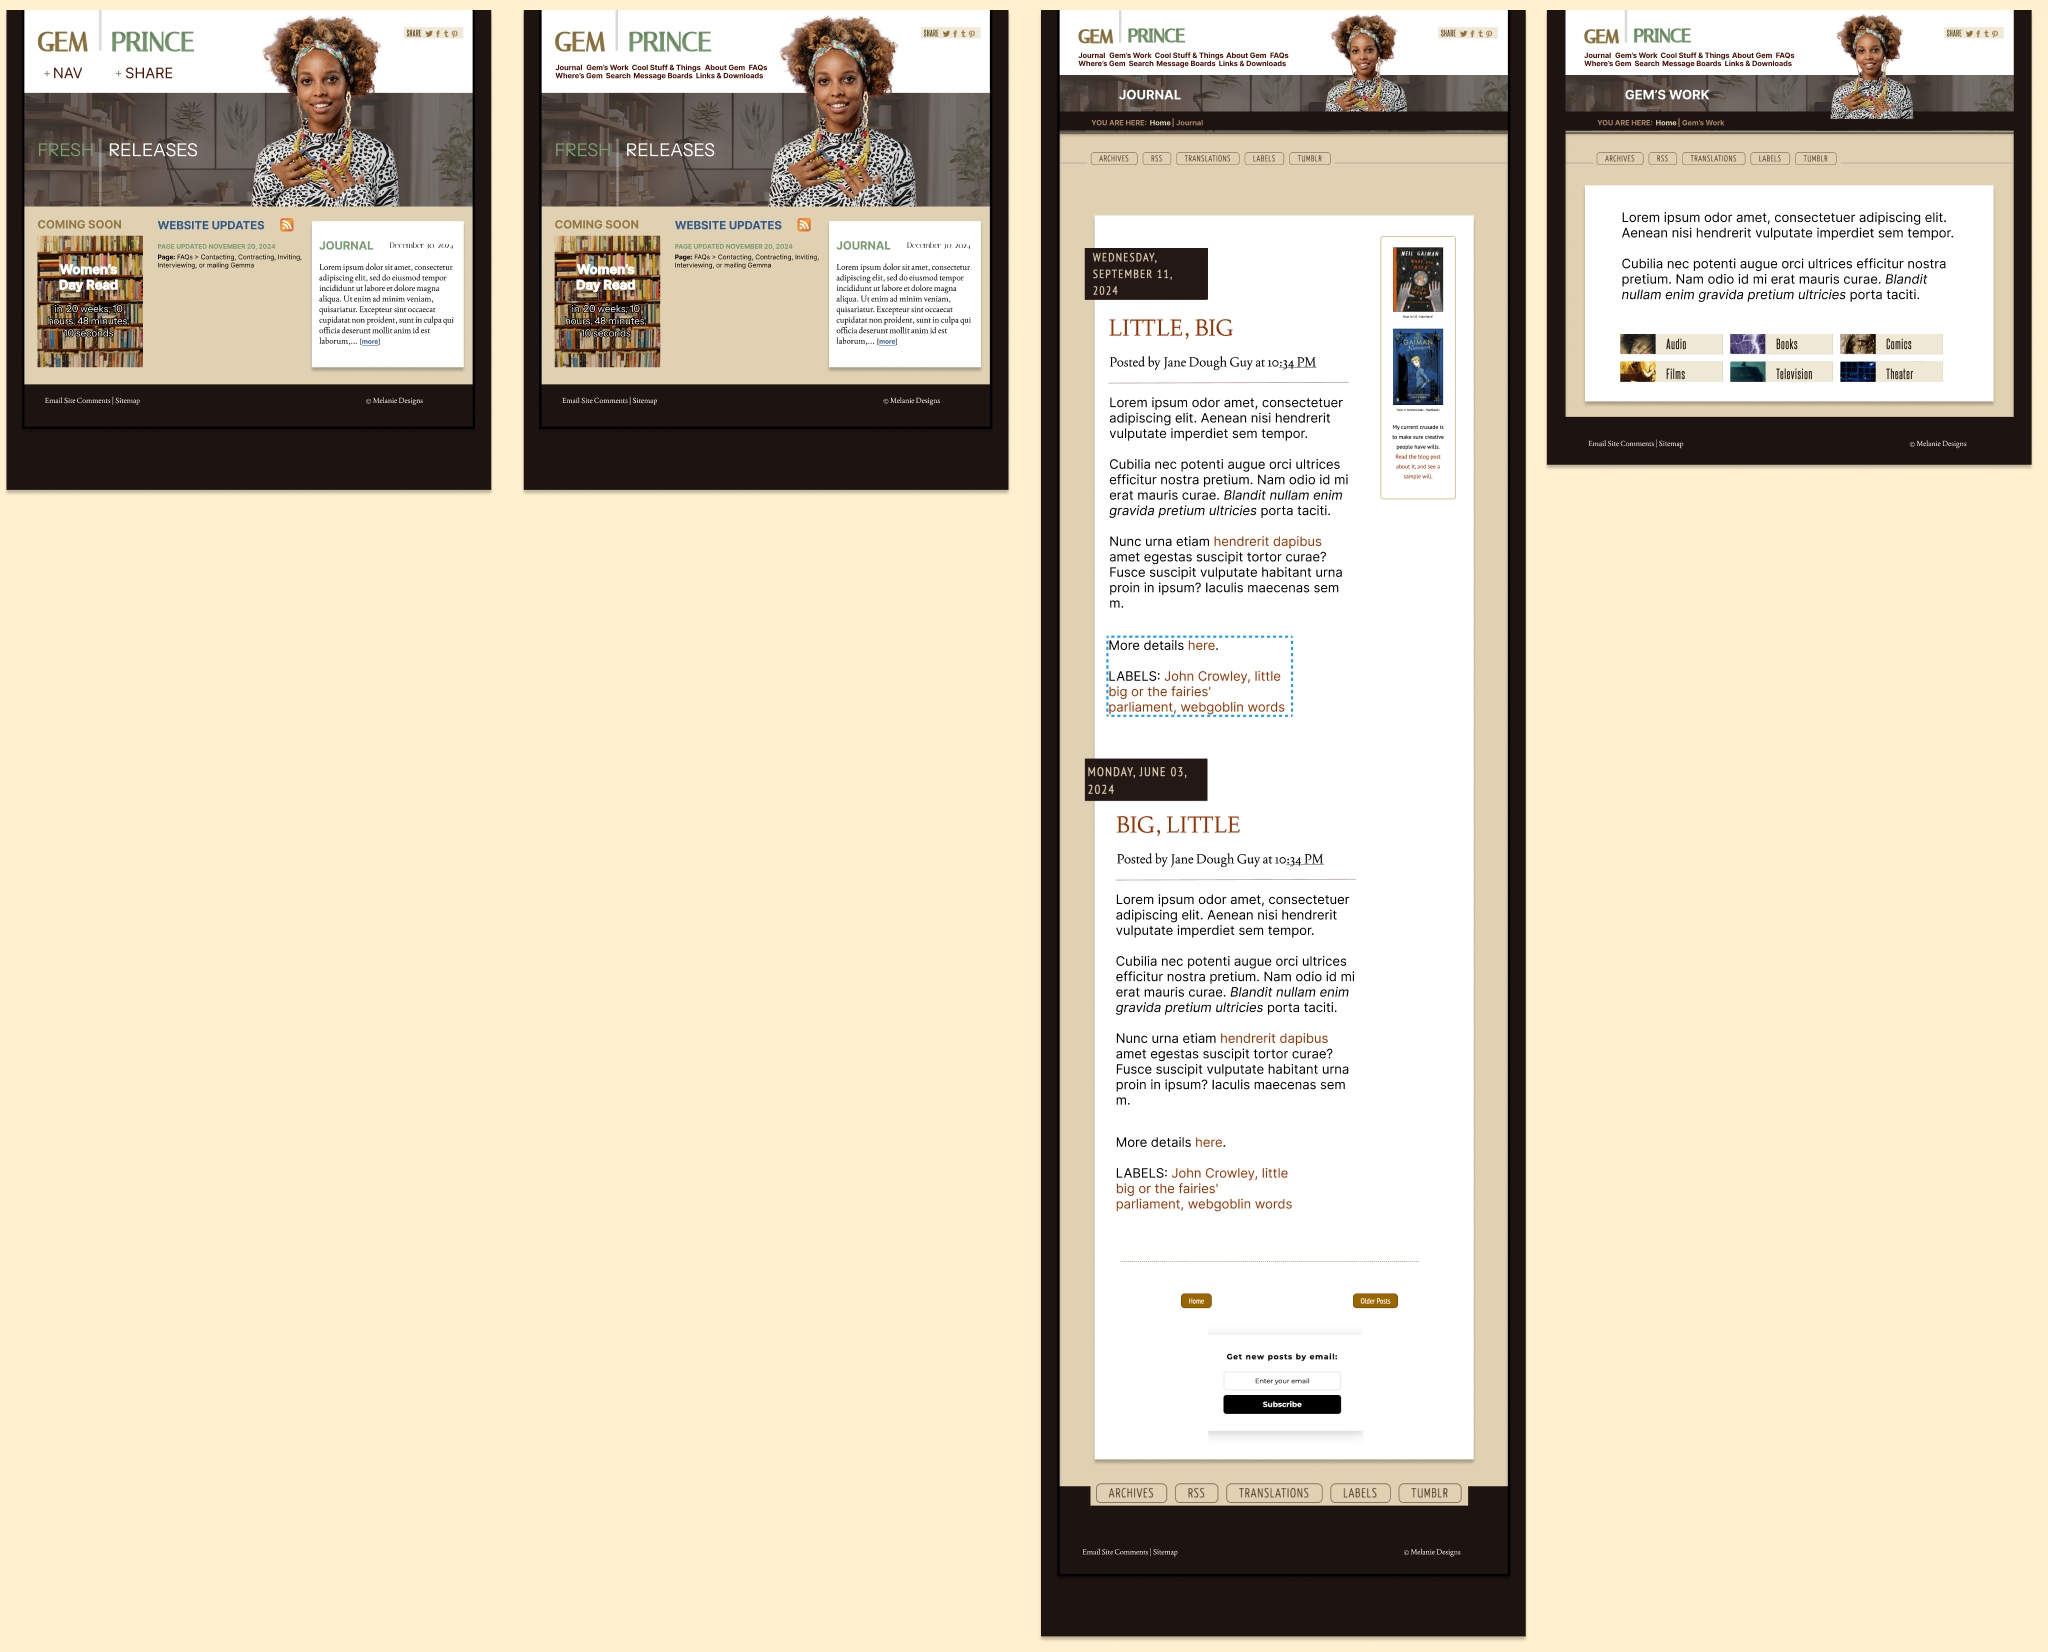 GEM PRINCE
SHARE
+ NAV + SHARE
FRESH RELEASES
COMING SOON
Women's
Day Read
in 20 weeks, 10
hours, 48 minutes,
10 seconds
WEBSITE UPDATES
PAGE UPDATED NOVEMBER 20, 2024
Page: FAQs > Contacting, Contracting, Inviting,
Interviewing, or mailing Gemma
JOURNAL December 30, 2024
Lorem ipsum dolor sit amet, consectetur
adipiscing elit, sed do eiusmod tempor
incididunt ut labore et dolore magna
aliqua. Ut enim ad minim veniam,
quisariatur. Excepteur sint occaecat
cupidatat non proident, sunt in culpa qui
officia deserunt mollit anim id est
laborum,... [more]
Email Site Comments | Sitemap
© Melanie Designs
GEM PRINCE
SHARE
Journal Gem's Work Cool Stuff & Things About Gem FAQs
Where's Gem Search Message Boards Links & Downloads
FRESH RELEASES
COMING SOON
Women's
Day Read
in 20 weeks, 10
hours, 48 minutes,
10 seconds
WEBSITE UPDATES
PAGE UPDATED NOVEMBER 20, 2024
Page: FAQs > Contacting, Contracting, Inviting,
Interviewing, or mailing Gemma
JOURNAL December 30, 2024
Lorem ipsum dolor sit amet, consectetur
adipiscing elit, sed do eiusmod tempor
incididunt ut labore et dolore magna
aliqua. Ut enim ad minim veniam,
quisariatur. Excepteur sint occaecat
cupidatat non proident, sunt in culpa qui
officia deserunt mollit anim id est
laborum,... [more]
Email Site Comments | Sitemap
© Melanie Designs
GEM PRINCE
SHARE
Journal Gem's Work Cool Stuff & Things About Gem FAQs
Where's Gem Search Message Boards Links & Downloads
JOURNAL
YOU ARE HERE: Home | Journal
ARCHIVES RSS TRANSLATIONS LABELS TUMBLR
WEDNESDAY,
SEPTEMBER 11,
2024
LITTLE, BIG
Posted by Jane Dough Guy at 10:34 PM
Lorem ipsum odor amet, consectetuer
adipiscing elit. Aenean nisi hendrerit
vulputate imperdiet sem tempor.
Cubilia nec potenti augue orci ultrices
efficitur nostra pretium. Nam odio id mi
erat mauris curae. Blandit nullam enim
gravida pretium ultricies porta taciti.
Nunc urna etiam hendrerit dapibus
amet egestas suscipit tortor curae?
Fusce suscipit vulputate habitant urna
proin in ipsum? Iaculis maecenas sem
m.
More details here.
LABELS: John Crowley, little
big or the fairies'
parliament, webgoblin words
NEIL GAIMAN
GAIMAN
My current crusade is
to make sure creative
people have wills.
Read the blog post
about it, and see a
sample will.
MONDAY, JUNE 03,
2024
BIG, LITTLE
Posted by Jane Dough Guy at 10:34 PM
Lorem ipsum odor amet, consectetuer
adipiscing elit. Aenean nisi hendrerit
vulputate imperdiet sem tempor.
Cubilia nec potenti augue orci ultrices
efficitur nostra pretium. Nam odio id mi
erat mauris curae. Blandit nullam enim
gravida pretium ultricies porta taciti.
Nunc urna etiam hendrerit dapibus
amet egestas suscipit tortor curae?
Fusce suscipit vulputate habitant urna
proin in ipsum? Iaculis maecenas sem
m.
More details here.
LABELS: John Crowley, little
big or the fairies'
parliament, webgoblin words
Home Older Posts
Get new posts by email:
Enter your email
Subscribe
ARCHIVES RSS TRANSLATIONS LABELS TUMBLR
Email Site Comments | Sitemap
© Melanie Designs
GEM PRINCE
SHARE
Journal Gem's Work Cool Stuff & Things About Gem FAQs
Where's Gem Search Message Boards Links & Downloads
GEM'S WORK
YOU ARE HERE: Home | Gem's Work
ARCHIVES RSS TRANSLATIONS LABELS TUMBLR
Lorem ipsum odor amet, consectetuer adipiscing elit.
Aenean nisi hendrerit vulputate imperdiet sem tempor.
Cubilia nec potenti augue orci ultrices efficitur nostra
pretium. Nam odio id mi erat mauris curae. Blandit
nullam enim gravida pretium ultricies porta taciti.
Audio Books Comics
Films Television Theater
Email Site Comments | Sitemap
© Melanie Designs